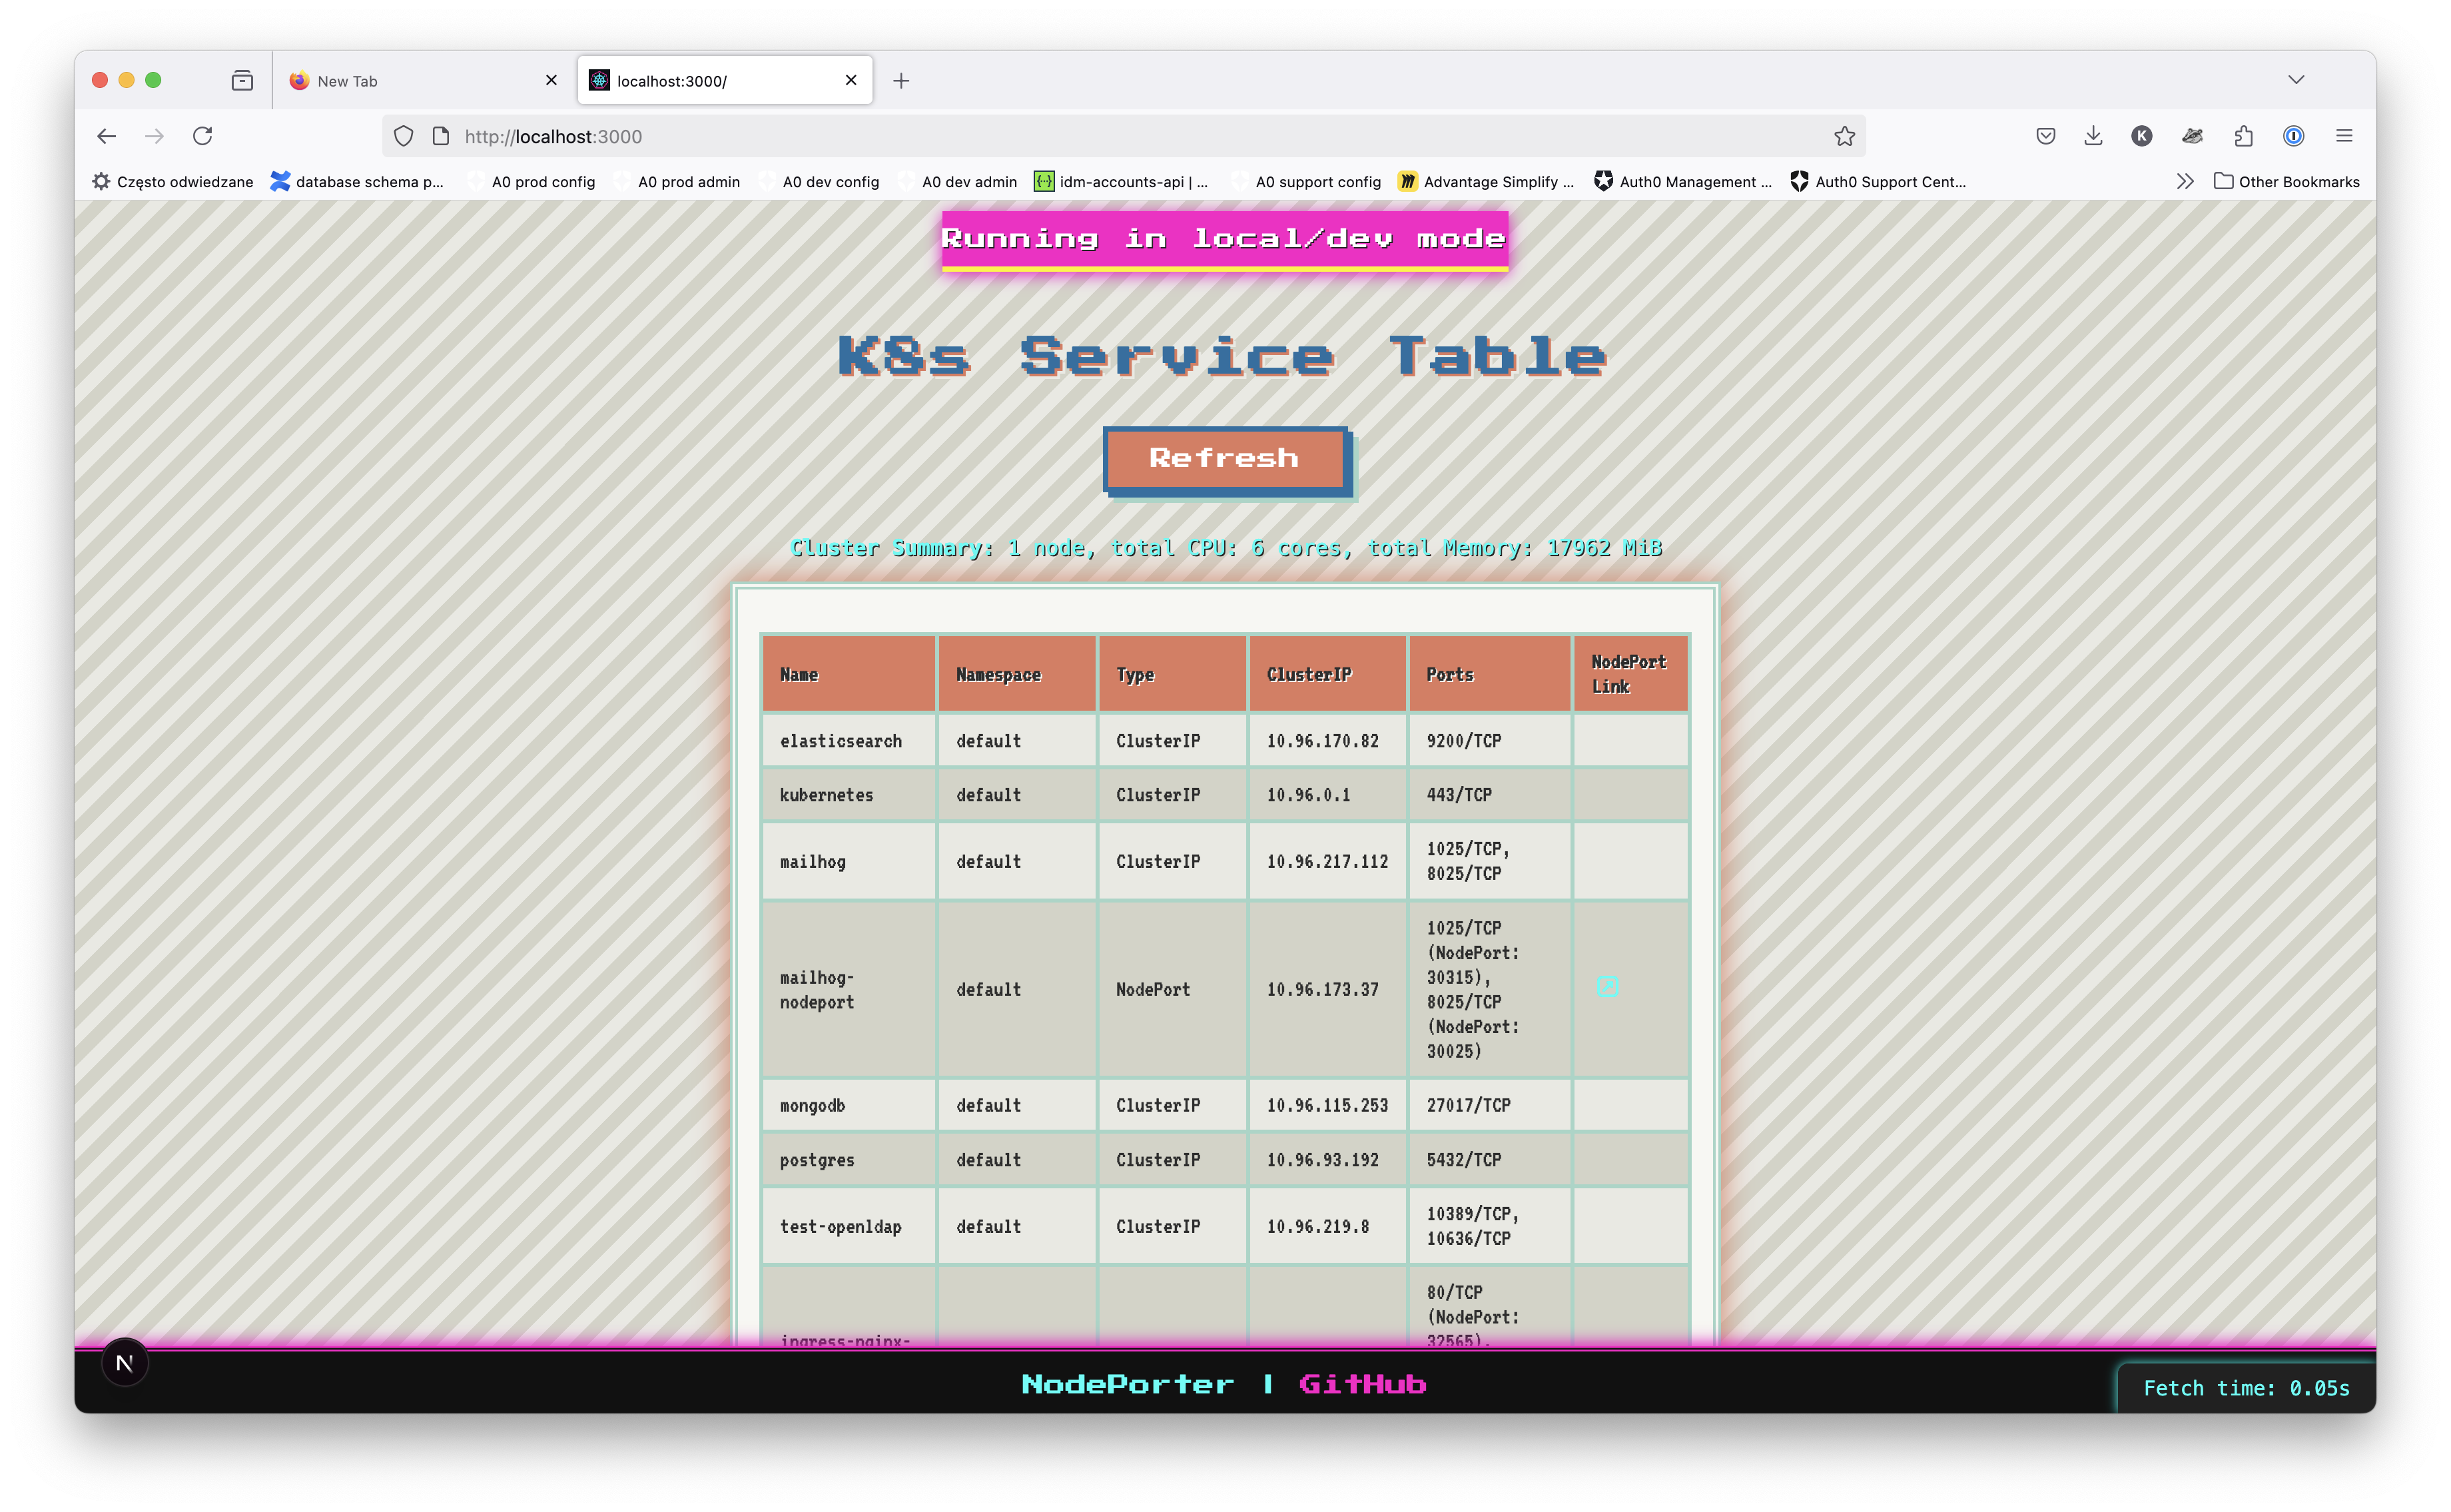 New Tab
localhost:3000/
http://localhost:3000
K
Często odwiedzane
database schema p...
A0 prod config
A0 prod admin
A0 dev config
A0 dev admin
idm-accounts-api | ...
A0 support config
Advantage Simplify ...
Auth0 Management ...
Auth0 Support Cent...
Other Bookmarks
Running in local/dev mode
K8s Service Table
Refresh
Cluster Summary: 1 node, total CPU: 6 cores, total Memory: 17962 MiB
Name Namespace Type ClusterIP Ports NodePort Link
elasticsearch default ClusterIP 10.96.170.82 9200/TCP
kubernetes default ClusterIP 10.96.0.1 443/TCP
mailhog default ClusterIP 10.96.217.112 1025/TCP,
8025/TCP
mailhog-
nodeport default NodePort 10.96.173.37 1025/TCP
(NodePort:
30315),
8025/TCP
(NodePort:
30025)
mongodb default ClusterIP 10.96.115.253 27017/TCP
postgres default ClusterIP 10.96.93.192 5432/TCP
test-openldap default ClusterIP 10.96.219.8 10389/TCP,
10636/TCP
ingress-nginx- 80/TCP
(NodePort:
32565),
N
NodePorter | GitHub
Fetch time: 0.05s